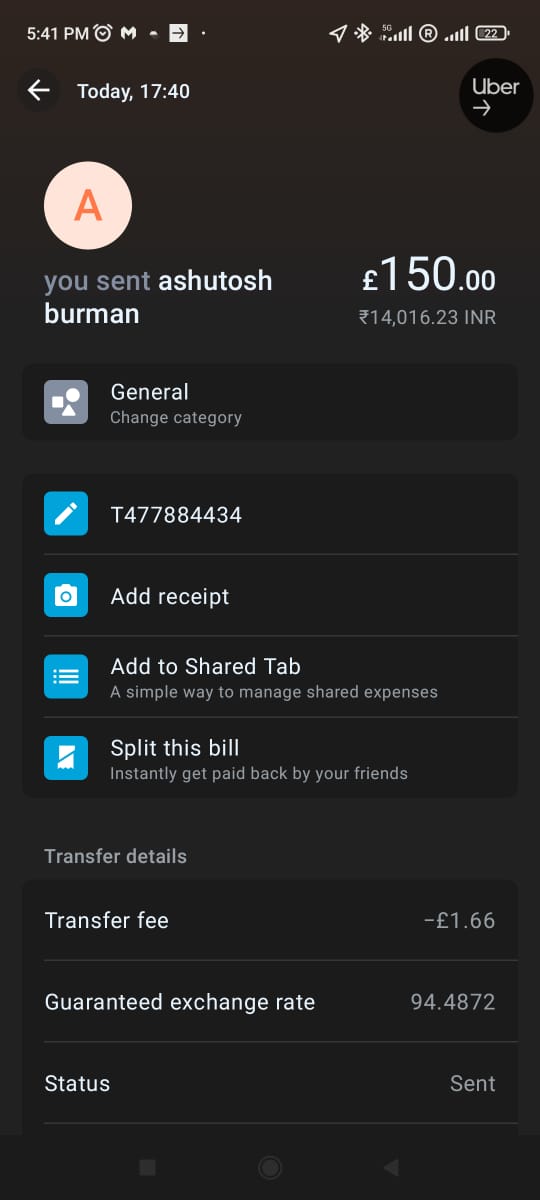 5:41 PM
5G
R
22
Today, 17:40
Uber
A
you sent ashutosh
burman
£150.00
₹14,016.23 INR
General
Change category
T477884434
Add receipt
Add to Shared Tab
A simple way to manage shared expenses
Split this bill
Instantly get paid back by your friends
Transfer details
Transfer fee
−£1.66
Guaranteed exchange rate
94.4872
Status
Sent